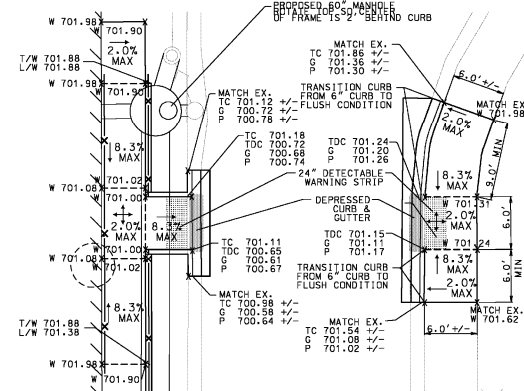 PROPOSED 60" MANHOLE
ROTATE TOP SO CENTER
OF FRAME IS 2' BEHIND CURB
W 701.98
701.90
2.0%
MAX
T/W 701.88
L/W 701.88
W 701.98
701.90
8.3%
MAX
701.02
W 701.08
701.00
2.0%
MAX
8.3%
MAX
701.00
W 701.08
W 701.02
8.3%
MAX
T/W 701.88
L/W 701.38
W 701.98
W 701.90
MATCH EX.
TC 701.12 +/-
G 700.72 +/-
P 700.78 +/-
TC 701.18
TDC 700.72
G 700.68
P 700.74
24" DETECTABLE
WARNING STRIP
DEPRESSED
CURB &
GUTTER
TC 701.11
TDC 700.65
G 700.61
P 700.67
MATCH EX.
TC 700.98 +/-
G 700.58 +/-
P 700.64 +/-
MATCH EX.
TC 701.86 +/-
G 701.36 +/-
P 701.30 +/-
TRANSITION CURB
FROM 6" CURB TO
FLUSH CONDITION
TDC 701.24
G 701.20
P 701.26
TDC 701.15
G 701.11
P 701.17
TRANSITION CURB
FROM 6" CURB TO
FLUSH CONDITION
MATCH EX.
TC 701.54 +/-
G 701.08 +/-
P 701.02 +/-
6.0'+/-
MATCH EX
W 701.98
2.0%
MAX
9.0' MIN
8.3%
MAX
2.0%
MAX
6.0'
8.3%
MAX
2.0%
MAX
6.0'
MIN
MATCH EX.
W 701.62
6.0'+/-